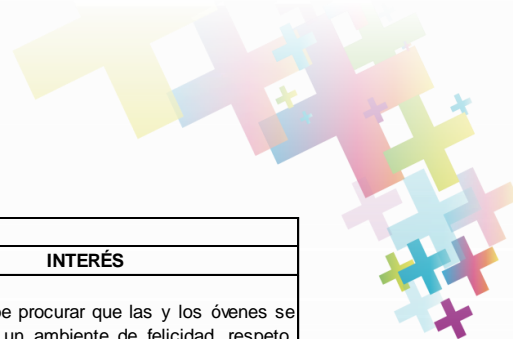 INTERÉS
procurar que las y los óvenes se
un ambiente de felicidad, respeto,